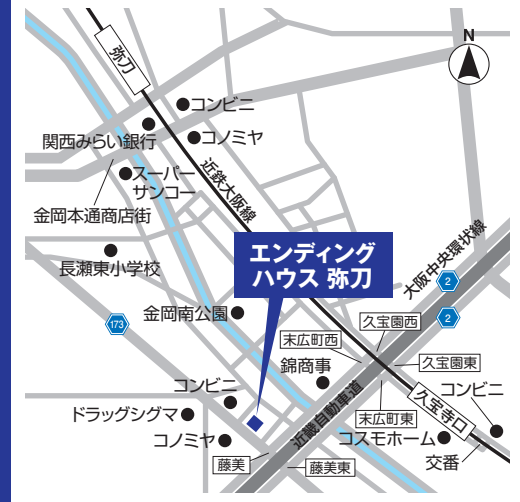 N
弥刀
コンビニ
関西みらい銀行
コノミヤ
スーパー
サンコー
近鉄大阪線
金岡本通商店街
エンディング
ハウス 弥刀
大阪中央環状線
長瀬東小学校
2
173
金岡南公園
2
久宝園西
末広町西
錦商事
久宝園東
コンビニ
近畿自動車道
久宝寺口
コンビニ
ドラッグシグマ
末広町東
コノミヤ
コスモホーム
藤美
藤美東
交番